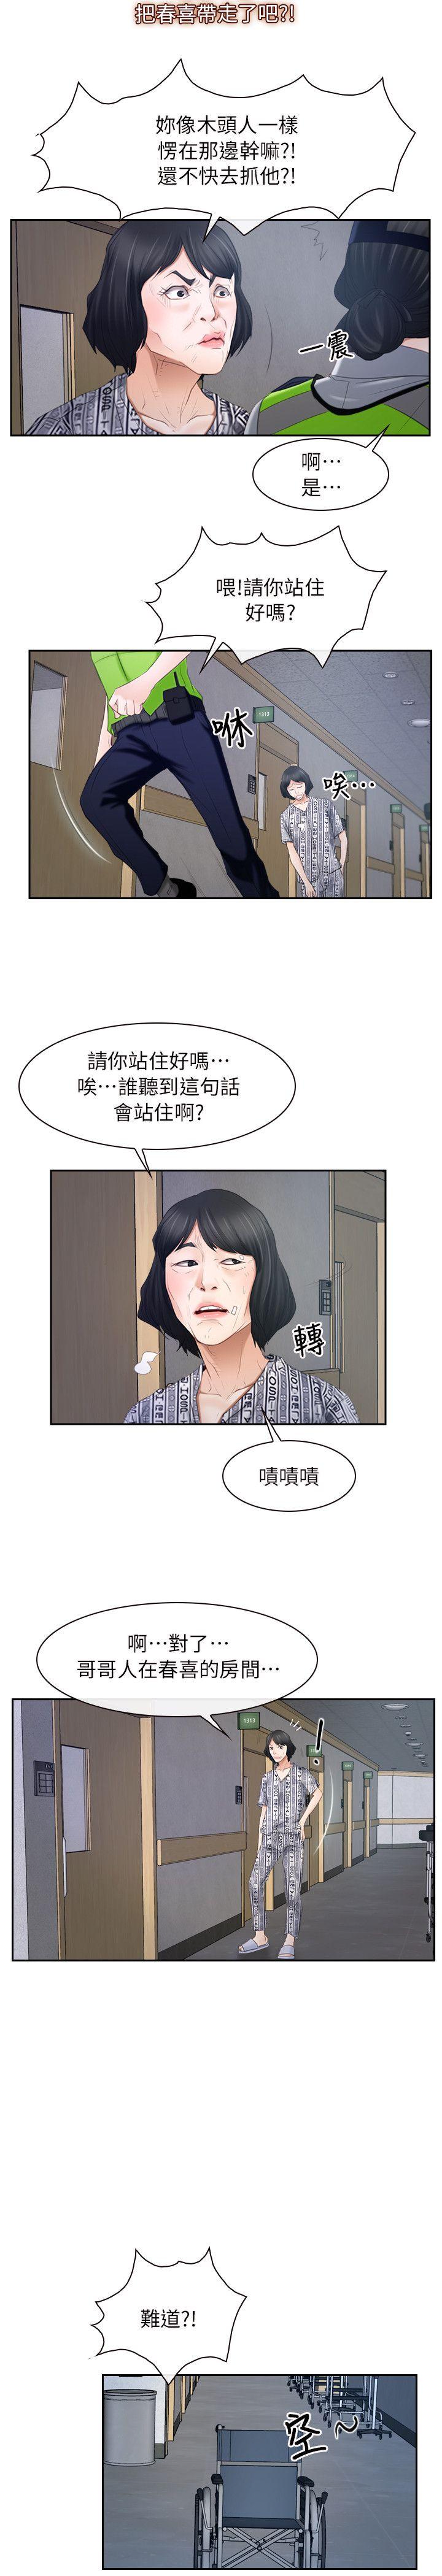 把春喜帶走了吧?!
妳像木頭人一樣
愣在那邊幹嘛?!
還不快去抓他?!
一震
啊⋯
是⋯
喂!請你站住
好嗎?
咻
1313
唉⋯
請你站住好嗎⋯
唉⋯誰聽到這句話
會站住啊?
轉
嘖嘖嘖
啊⋯對了⋯
哥哥人在春喜的房間⋯
1313
!
難道?!
空~